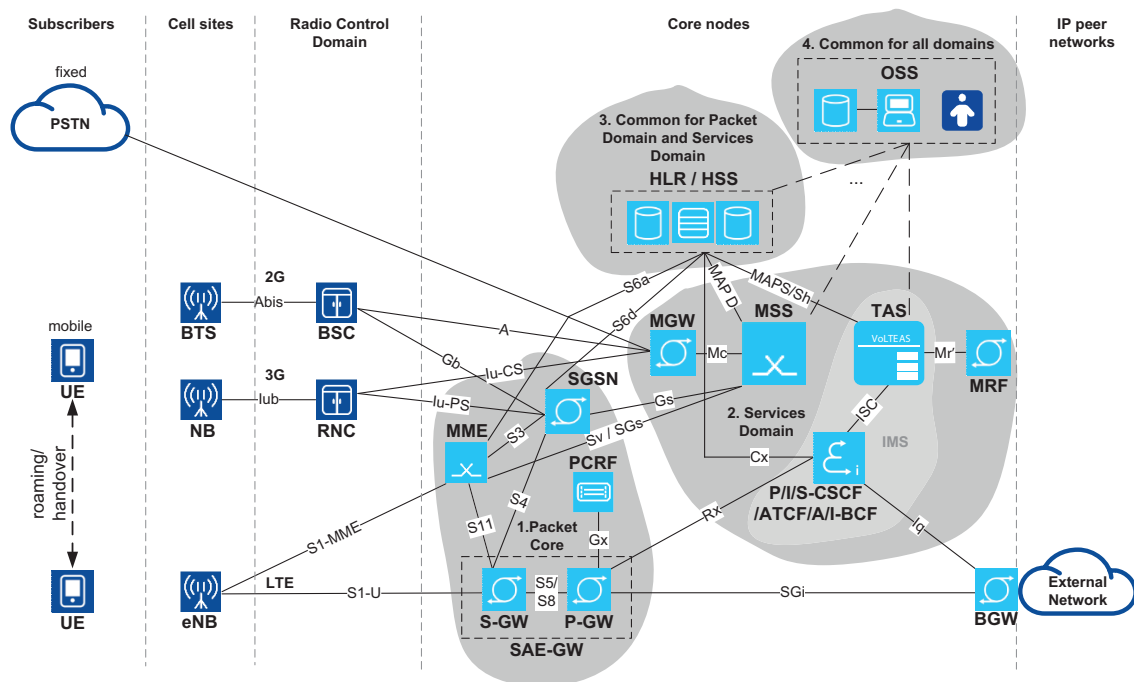 Subscribers
Cell sites
Radio Control
Domain
Core nodes
IP peer
networks
4. Common for all domains
OSS
fixed
PSTN
3. Common for Packet
Domain and Services
Domain
HLR / HSS
...
2G
Abis
BTS
BSC
A
S6a
S6d
MAP D
MAPS/Sh
MGW
Mc
MSS
TAS
VoLTEAS
Mr'
MRF
mobile
UE
3G
Iub
NB
RNC
Gb
Iu-CS
Iu-PS
SGSN
Gs
Sv / SGs
MME
S3
2. Services
Domain
ISC
IMS
Cx
i
P/I/S-CSCF
/ATCF/A/I-BCF
PCRF
S4
S11
1.Packet
Core
Gx
Rx
Iq
roaming/
handover
S1-MME
LTE
S1-U
eNB
UE
S-GW
S5/
S8
P-GW
SAE-GW
SGi
BGW
External
Network